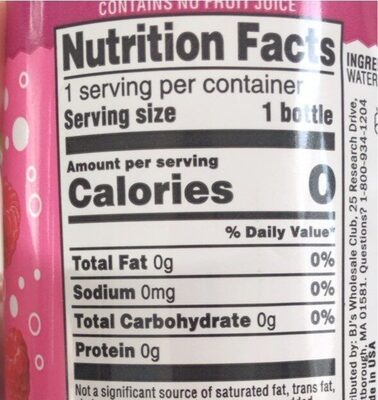 CONTAINS NO FRUIT JUICE
Nutrition Facts
1 serving per container
Serving size 1 bottle
Amount per serving
Calories 0
% Daily Value*
Total Fat 0g 0%
Sodium 0mg 0%
Total Carbohydrate 0g 0%
Protein 0g
Not a significant source of saturated fat, trans fat,
INGRE
WATER
BJ's Wholesale Club, 25 Research Drive,
MA 01581. Questions? 1-800-934-1204
in USA